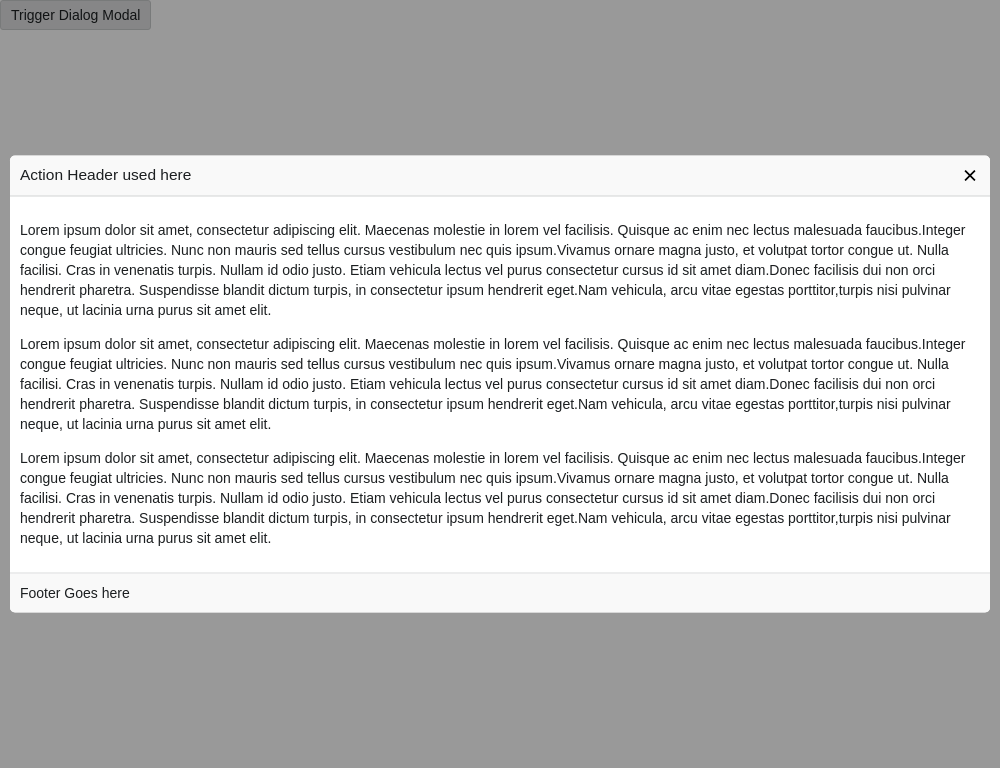 Trigger Dialog Modal
Action Header used here
Lorem ipsum dolor sit amet, consectetur adipiscing elit. Maecenas molestie in lorem vel facilisis. Quisque ac enim nec lectus malesuada faucibus.Integer
congue feugiat ultricies. Nunc non mauris sed tellus cursus vestibulum nec quis ipsum.Vivamus ornare magna justo, et volutpat tortor congue ut. Nulla
facilisi. Cras in venenatis turpis. Nullam id odio justo. Etiam vehicula lectus vel purus consectetur cursus id sit amet diam.Donec facilisis dui non orci
hendrerit pharetra. Suspendisse blandit dictum turpis, in consectetur ipsum hendrerit eget.Nam vehicula, arcu vitae egestas porttitor,turpis nisi pulvinar
neque, ut lacinia urna purus sit amet elit.
Lorem ipsum dolor sit amet, consectetur adipiscing elit. Maecenas molestie in lorem vel facilisis. Quisque ac enim nec lectus malesuada faucibus.Integer
congue feugiat ultricies. Nunc non mauris sed tellus cursus vestibulum nec quis ipsum.Vivamus ornare magna justo, et volutpat tortor congue ut. Nulla
facilisi. Cras in venenatis turpis. Nullam id odio justo. Etiam vehicula lectus vel purus consectetur cursus id sit amet diam.Donec facilisis dui non orci
hendrerit pharetra. Suspendisse blandit dictum turpis, in consectetur ipsum hendrerit eget.Nam vehicula, arcu vitae egestas porttitor,turpis nisi pulvinar
neque, ut lacinia urna purus sit amet elit.
Lorem ipsum dolor sit amet, consectetur adipiscing elit. Maecenas molestie in lorem vel facilisis. Quisque ac enim nec lectus malesuada faucibus.Integer
congue feugiat ultricies. Nunc non mauris sed tellus cursus vestibulum nec quis ipsum.Vivamus ornare magna justo, et volutpat tortor congue ut. Nulla
facilisi. Cras in venenatis turpis. Nullam id odio justo. Etiam vehicula lectus vel purus consectetur cursus id sit amet diam.Donec facilisis dui non orci
hendrerit pharetra. Suspendisse blandit dictum turpis, in consectetur ipsum hendrerit eget.Nam vehicula, arcu vitae egestas porttitor,turpis nisi pulvinar
neque, ut lacinia urna purus sit amet elit.
Footer Goes here